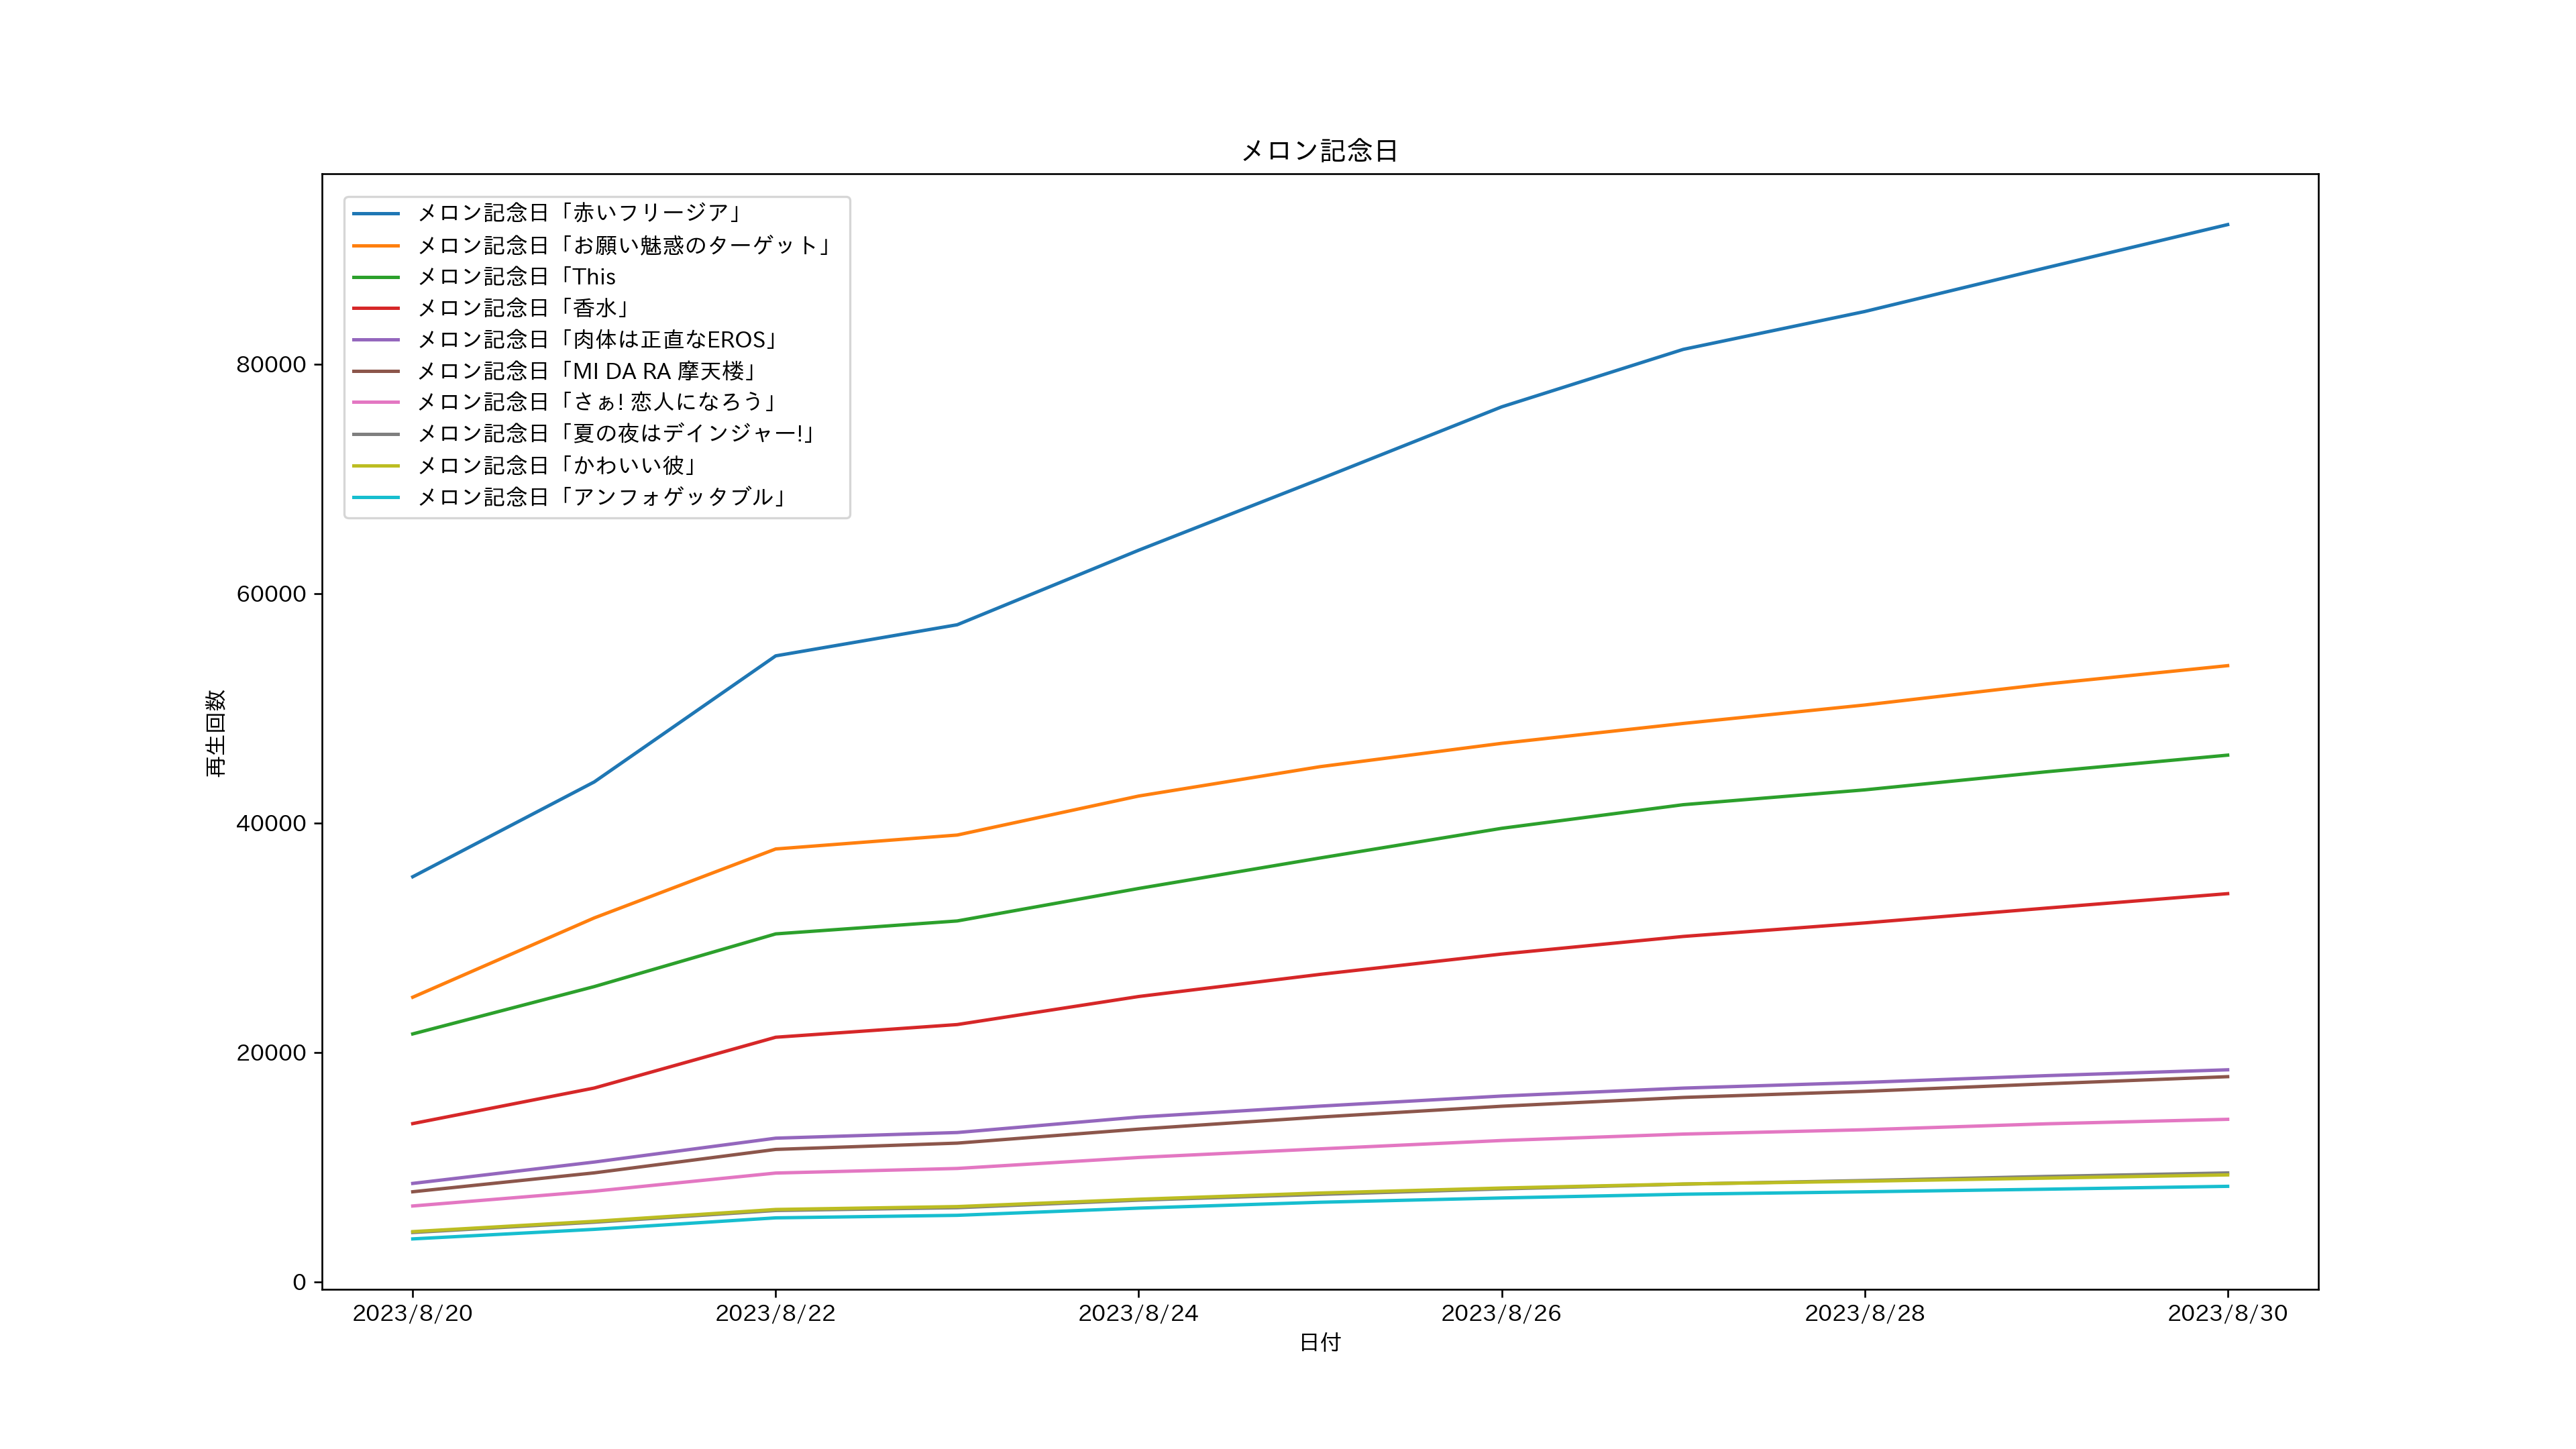 メロン記念日
メロン記念日「赤いフリージア」
メロン記念日「お願い魅惑のターゲット」
メロン記念日「This
メロン記念日「香水」
メロン記念日「肉体は正直なEROS」
メロン記念日「MI DA RA 摩天楼」
メロン記念日「さぁ! 恋人になろう」
メロン記念日「夏の夜はデインジャー!」
メロン記念日「かわいい彼」
メロン記念日「アンフォゲッタブル」
80000
60000
40000
20000
0
再生回数
2023/8/20 2023/8/22 2023/8/24 2023/8/26 2023/8/28 2023/8/30
日付